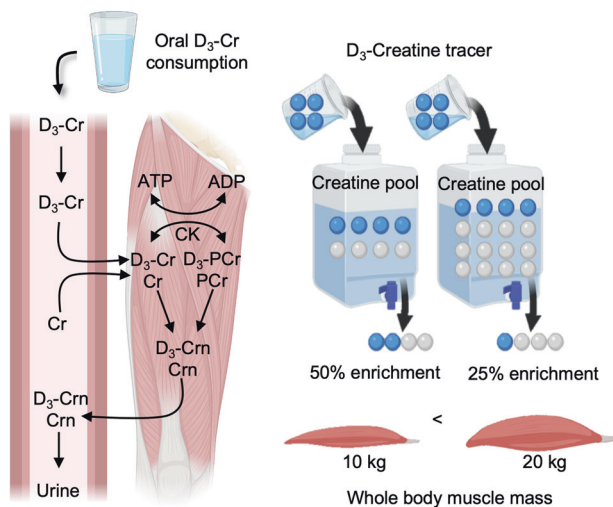 Oral D₃-Cr
consumption
D₃-Cr
D₃-Cr
Cr
D₃-Crn
Crn
Urine
ATP
ADP
CK
D₃-Cr
D₃-PCr
Cr
PCr
D₃-Crn
Crn
D₃-Creatine tracer
Creatine pool
Creatine pool
50% enrichment
25% enrichment
<
10 kg
20 kg
Whole body muscle mass